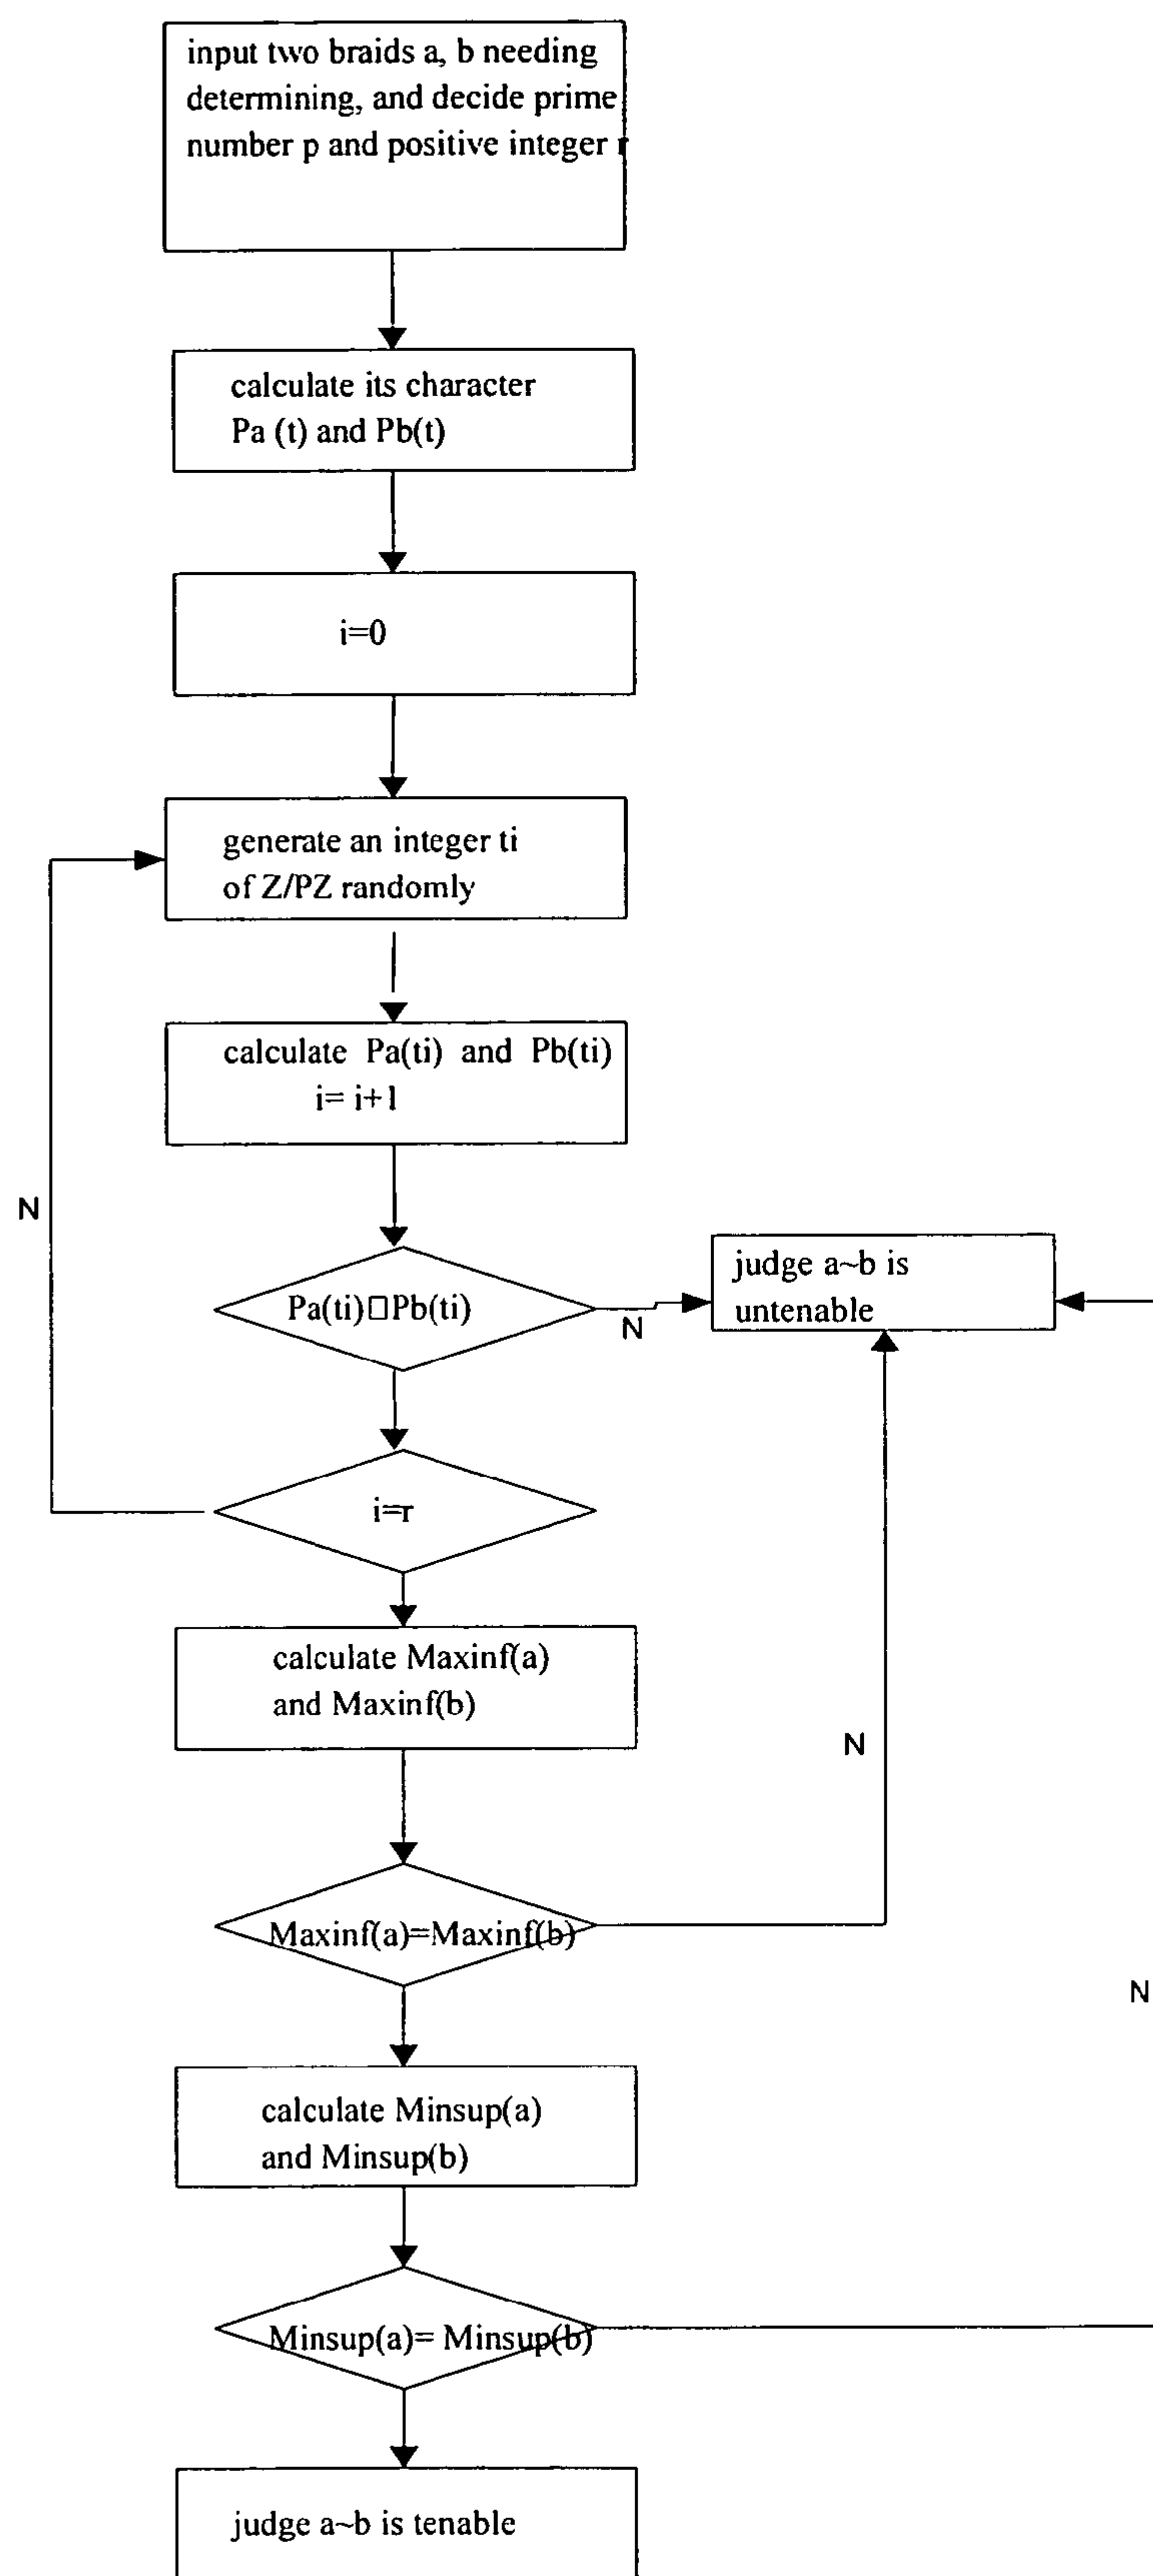 input two braids a, b needing
determining, and decide prime
number p and positive integer r
calculate its character
Pa (t) and Pb(t)
i=0
generate an integer ti
of Z/PZ randomly
calculate Pa(ti) and Pb(ti)
i= i+1
N
Pa(ti)□Pb(ti)
N
judge a~b is
untenable
i=r
calculate Maxinf(a)
and Maxinf(b)
N
Maxinf(a)=Maxinf(b)
N
calculate Minsup(a)
and Minsup(b)
Minsup(a)= Minsup(b)
judge a~b is tenable